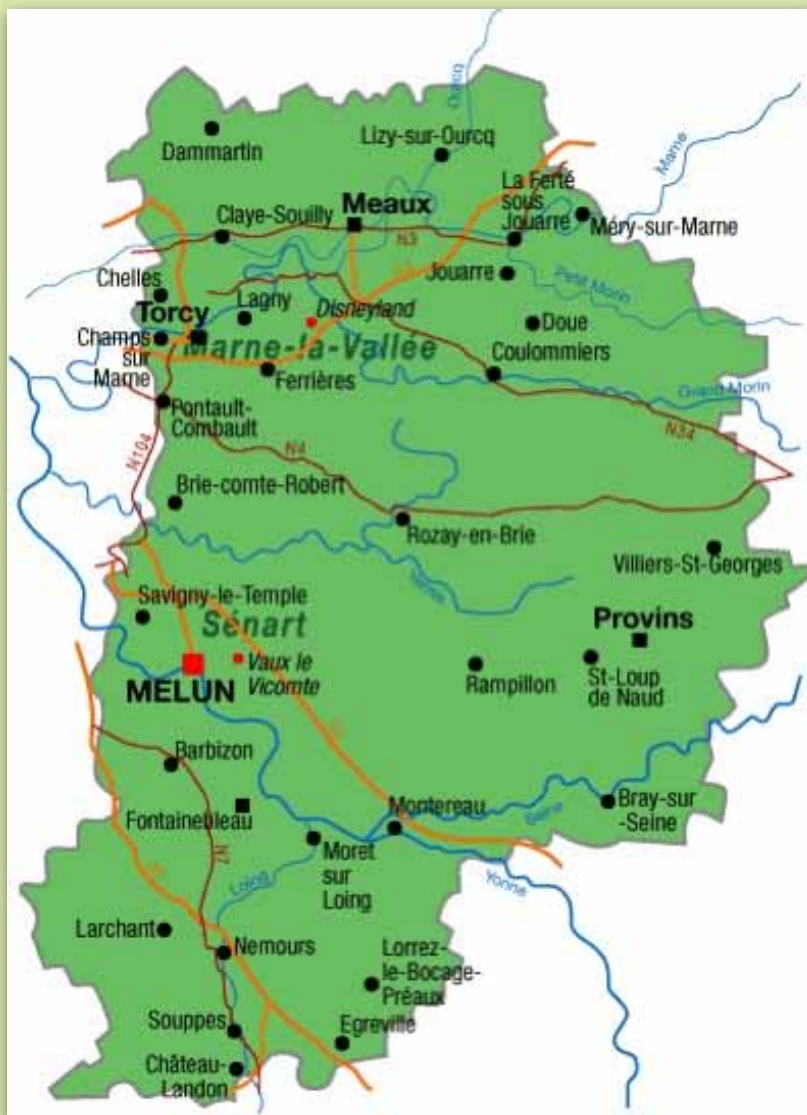 Ourcq
Dammartin
Lizy-sur-Ourcq
Marne
La Ferté
sous
Jouarre
Meaux
Claye-Souilly
N3
Méry-sur-Marne
Jouarre
Petit Morin
Chelles
Lagny
Disneyland
Torcy
Doue
Champs
sur
Marne
Marne-la-Vallée
Coulommiers
Ferrières
Grand Morin
Pontault-
Combault
N34
N104
N4
Brie-comte-Robert
Rozay-en-Brie
Villiers-St-Georges
Savigny-le-Temple
Sénart
Provins
MELUN
Vaux le
Vicomte
Rampillon
St-Loup
de Naud
Barbizon
Montereau
Seine
Bray-sur
-Seine
Fontainebleau
N7
Moret
sur
Loing
Loing
Yonne
Larchant
Nemours
Lorrez-
le-Bocage-
Préaux
Souppes
Egreville
Château-
Landon